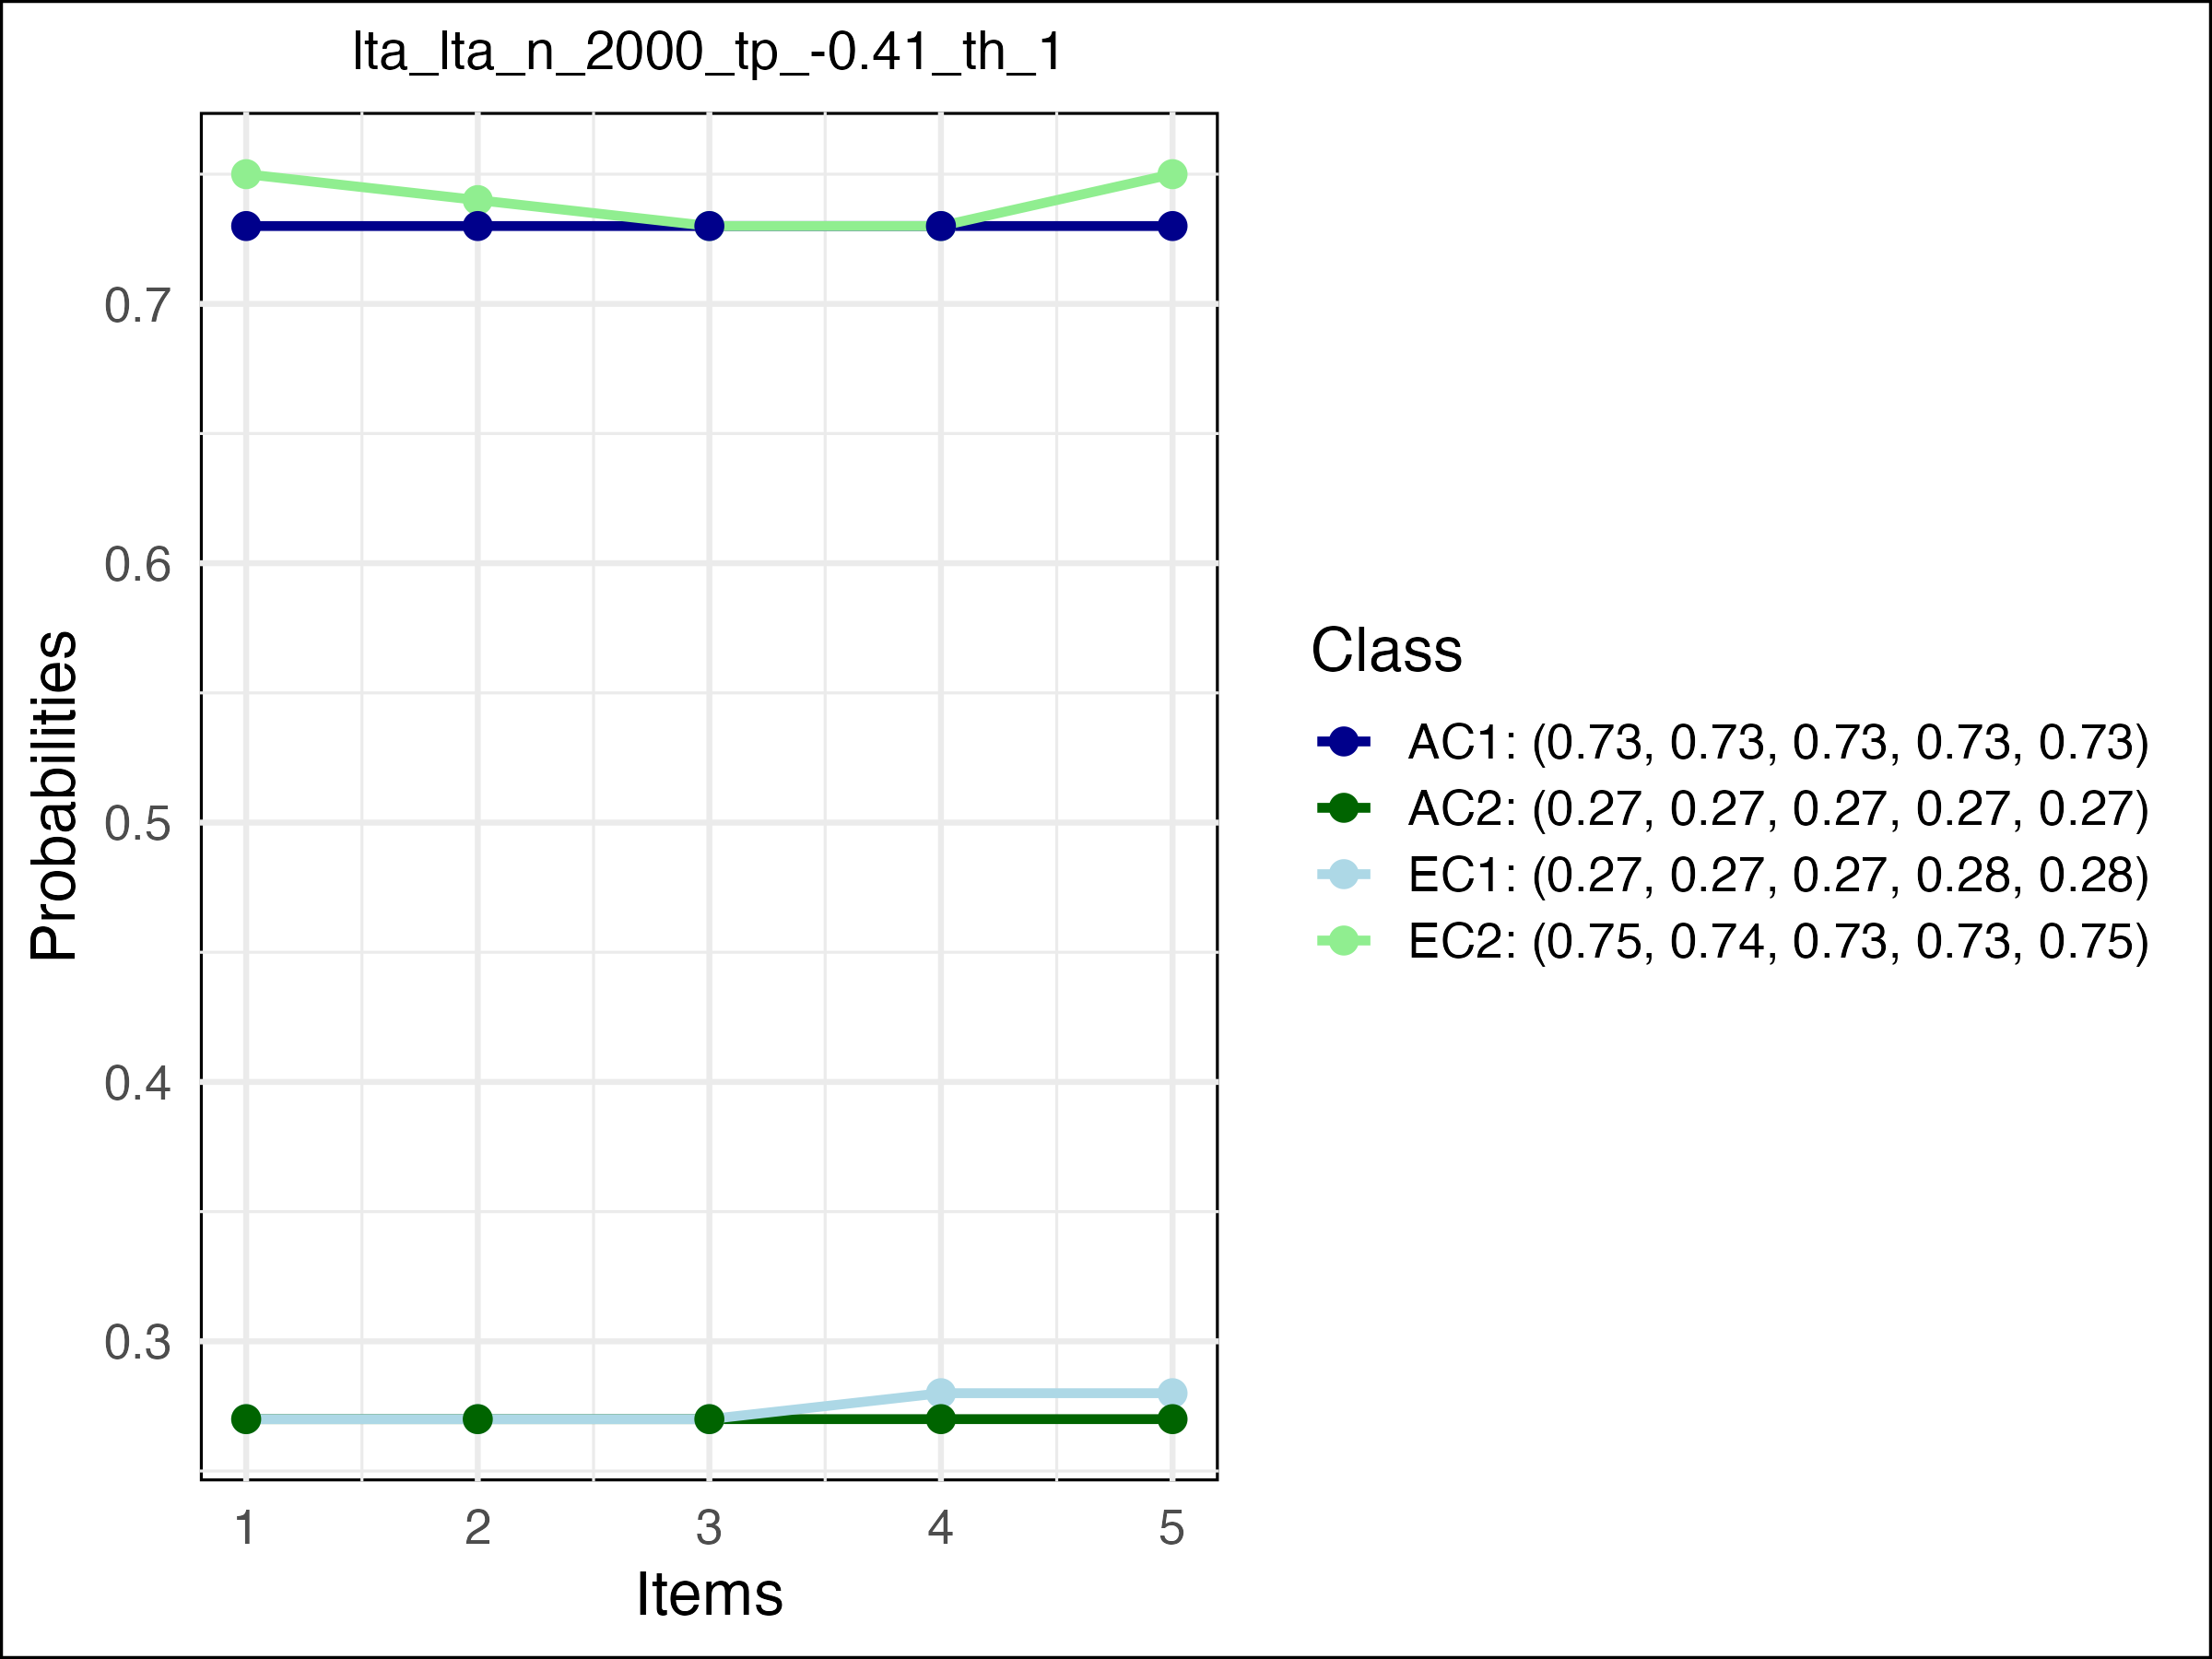 lta_lta_n_2000_tp_-0.41_th_1
Probabilities
0.7
0.6
0.5
0.4
0.3
1 2 3 4 5
Items
Class
AC1: (0.73, 0.73, 0.73, 0.73, 0.73)
AC2: (0.27, 0.27, 0.27, 0.27, 0.27)
EC1: (0.27, 0.27, 0.27, 0.28, 0.28)
EC2: (0.75, 0.74, 0.73, 0.73, 0.75)